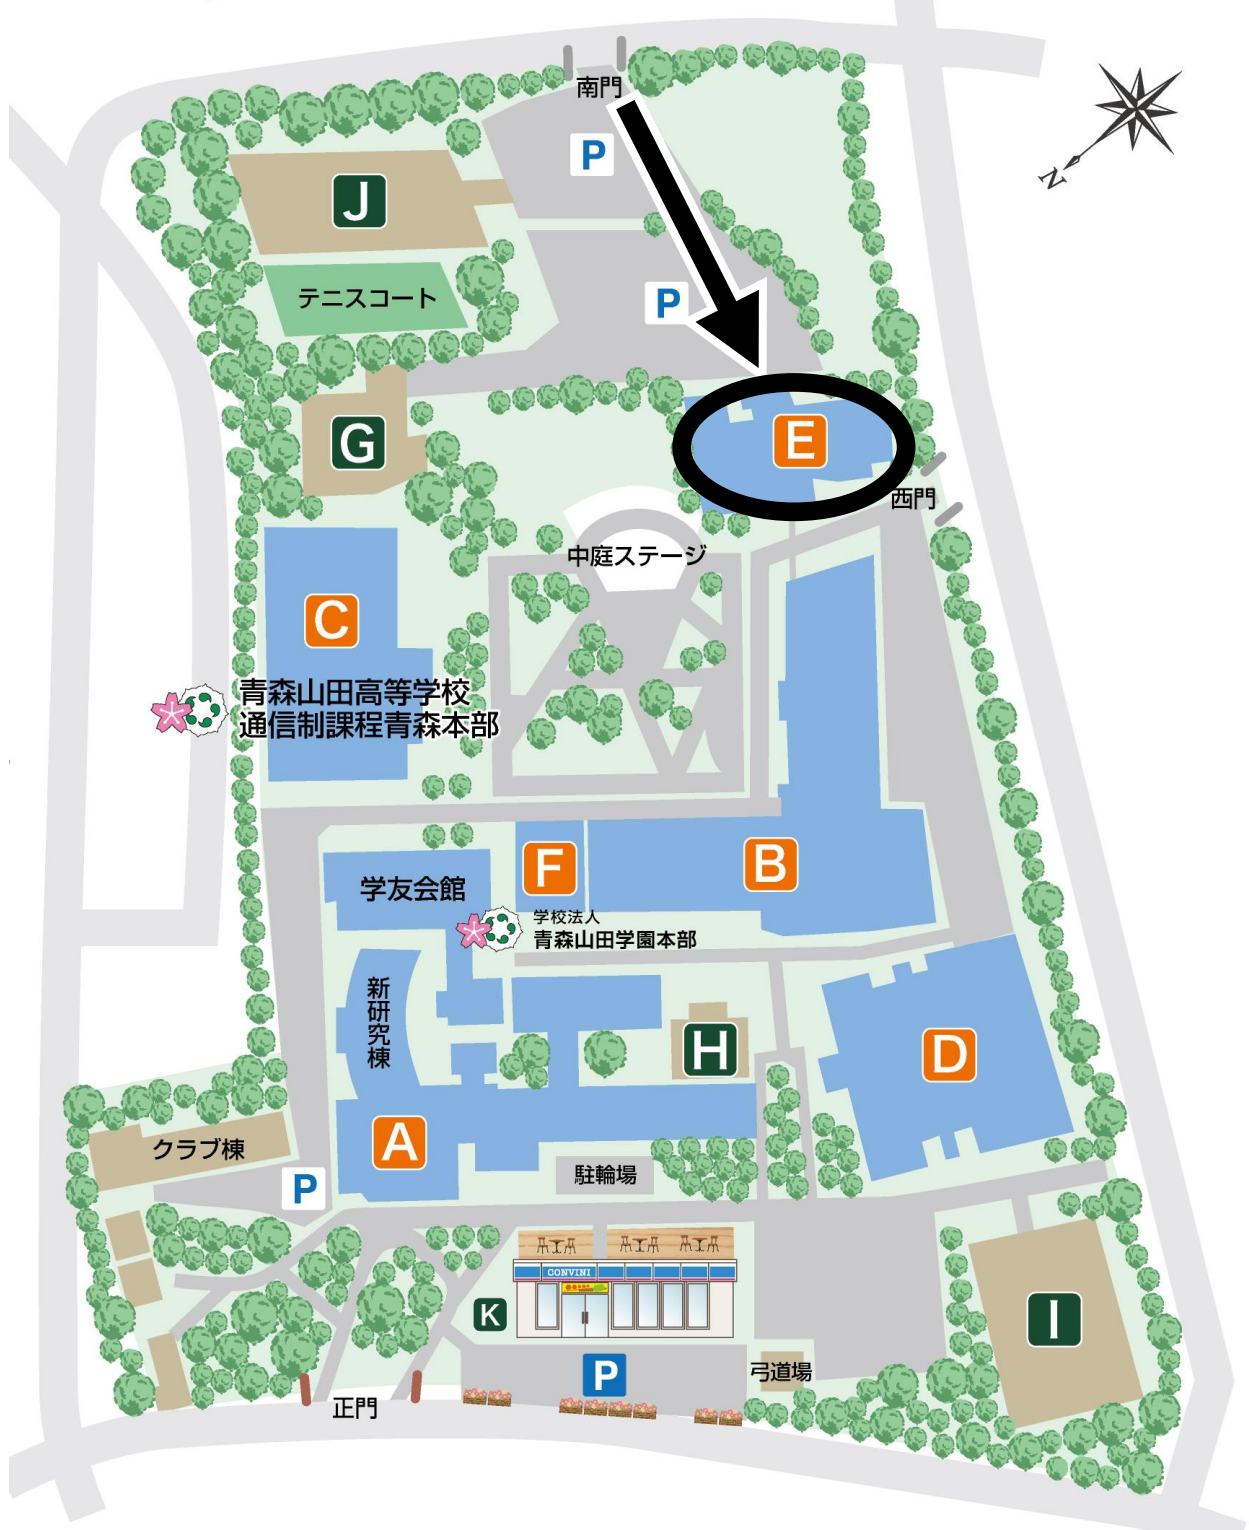 南門
P
N
J
テニスコート
P
G
E
西門
中庭ステージ
C
青森山田高等学校
通信制課程青森本部
F
B
学友会館
学校法人
青森山田学園本部
新研究棟
H
D
A
クラブ棟
P
駐輪場
CONVINI
K
I
P
弓道場
正門